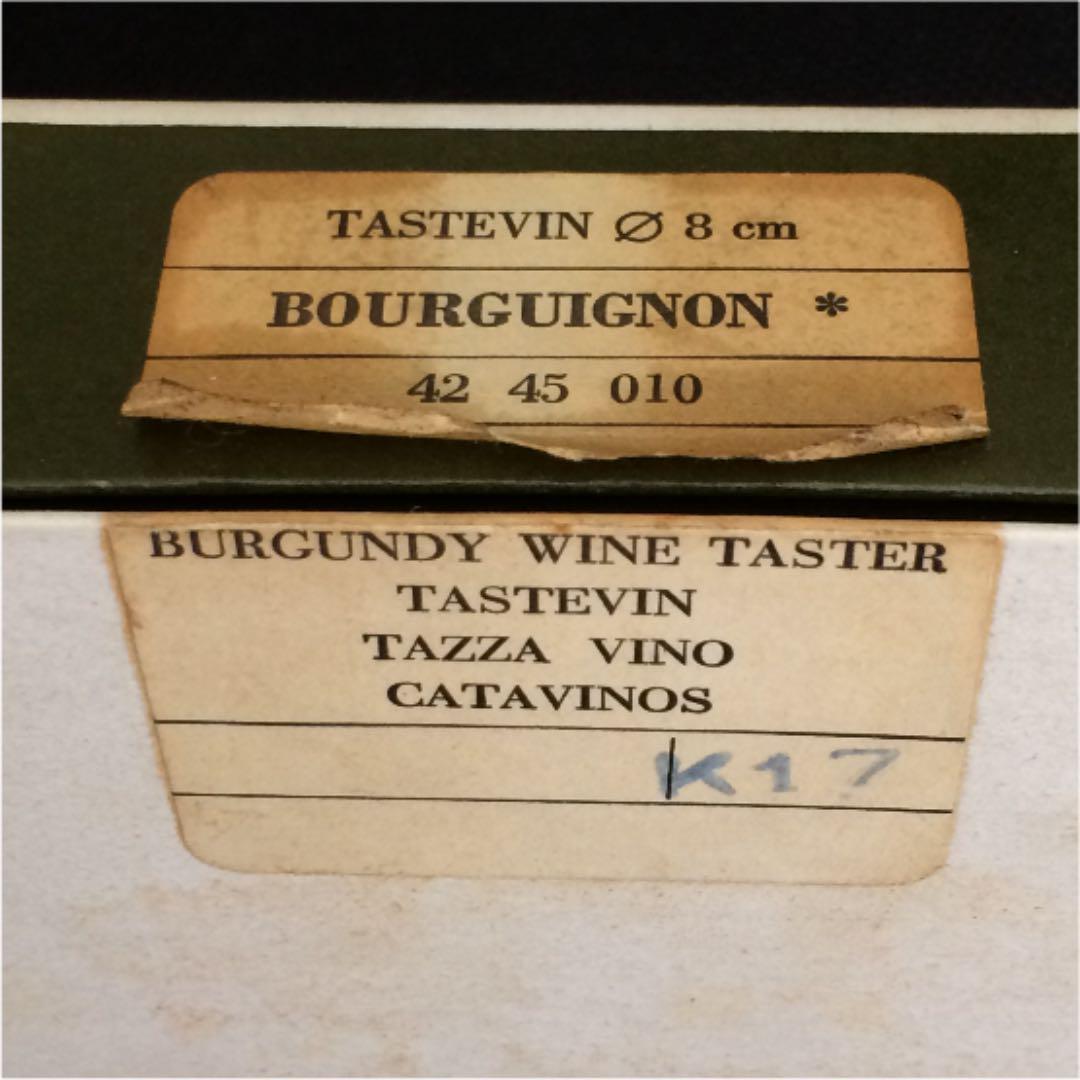 TASTEVIN Ø 8 cm
BOURGUIGNON *
42 45 010
BURGUNDY WINE TASTER
TASTEVIN
TAZZA VINO
CATAVINOS
K17